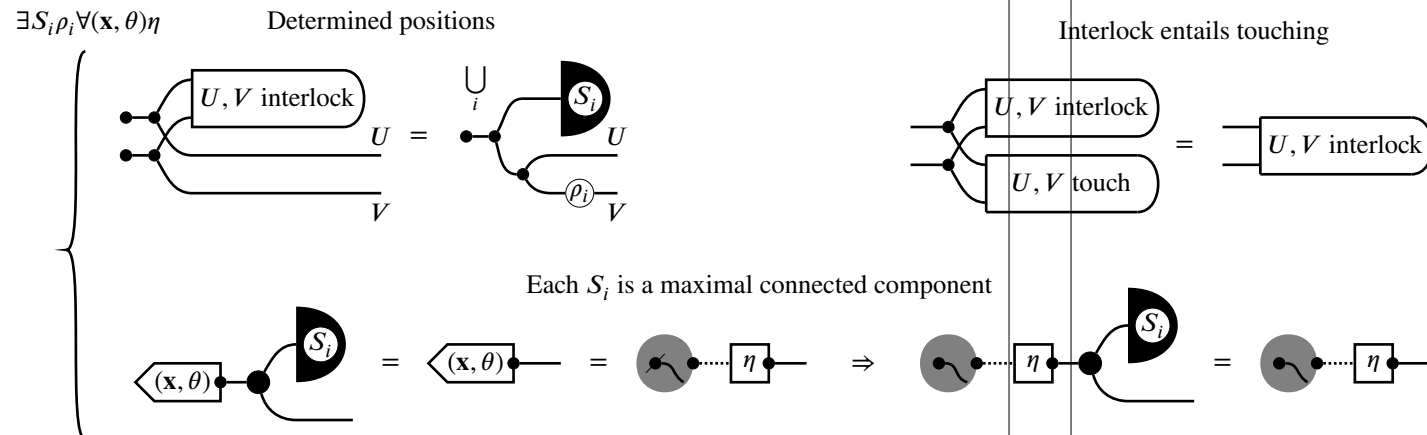 ∃S_iρ_i∀(𝐱, θ)η
Determined positions
Interlock entails touching
U, V interlock
U
V
=
⋃
i
S_i
U
ρ_i
V
U, V interlock
U, V touch
=
U, V interlock
Each S_i is a maximal connected component
(𝐱, θ)
S_i
=
(𝐱, θ)
=
η
⇒
η
S_i
=
η